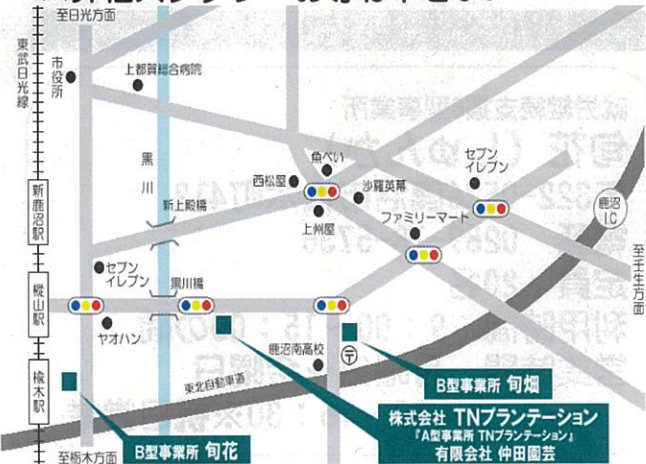 至日光方面
東武日光線
市役所
上都賀総合病院
黒川
魚べい
西松屋
沙羅英幕
セブン
イレブン
新鹿沼駅
新上殿橋
上州屋
ファミリーマート
鹿沼
I.C
至壬生方面
セブン
イレブン
黒川橋
樅山駅
ヤオハン
鹿沼南高校
〒
楡木駅
東北自動車道
B型事業所 旬畑
株式会社 TNプランテーション
『A型事業所 TNプランテーション』
有限会社 仲田園芸
B型事業所 旬花
至栃木方面